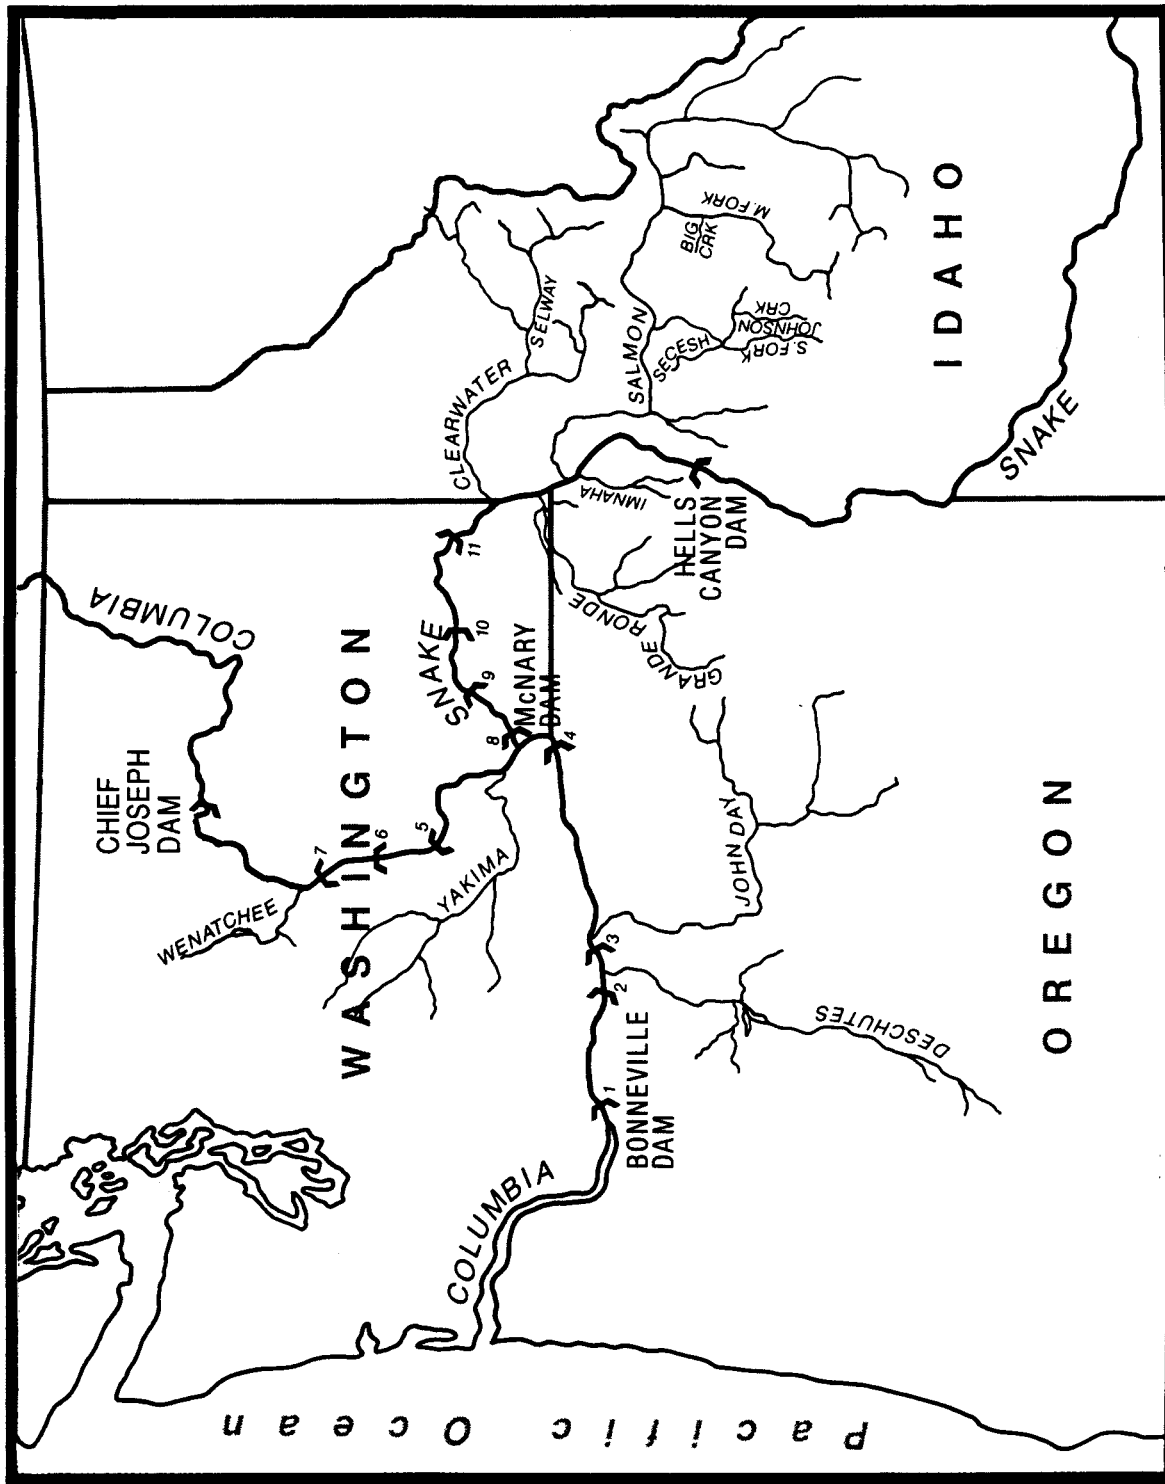 WASHINGTON
OREGON
IDAHO
Pacific Ocean
COLUMBIA
COLUMBIA
SNAKE
SNAKE
CHIEF
JOSEPH
DAM
WENATCHEE
YAKIMA
McNARY
DAM
BONNEVILLE
DAM
HELLS
CANYON
DAM
DESCHUTES
JOHN DAY
GRANDE
RONDE
IMNAHA
CLEARWATER
SELWAY
SALMON
SECESH
S. FORK
JOHNSON
CRK
BIG
CRK
M. FORK
1
2
3
4
5
6
7
8
9
10
11